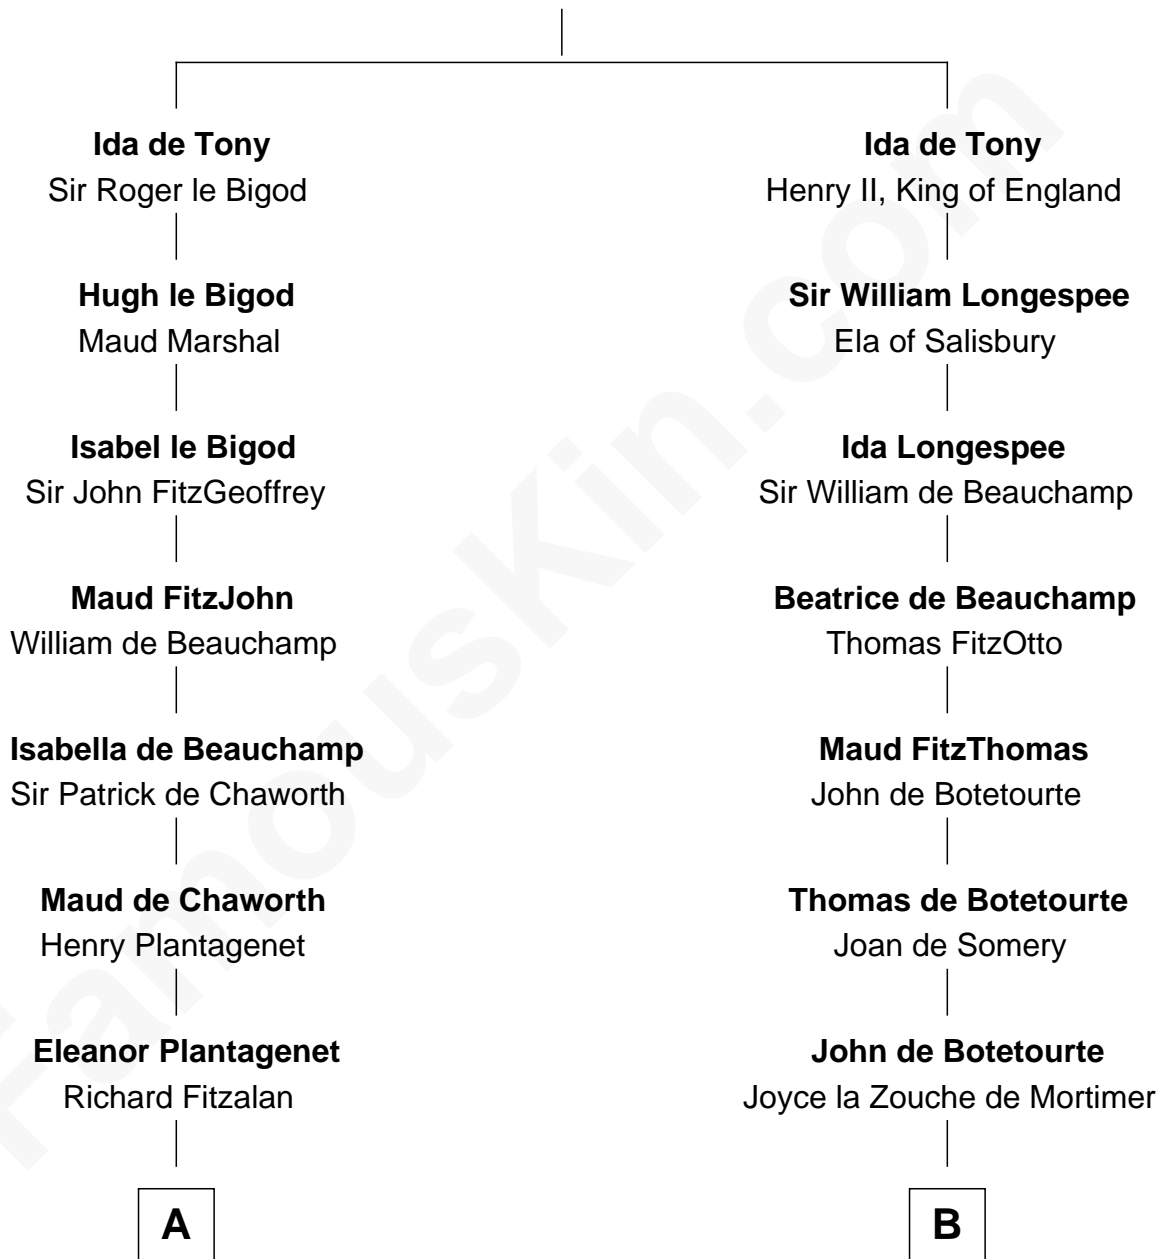 Ida de Tony
Sir Roger le Bigod
Hugh le Bigod
Maud Marshal
Isabel le Bigod
Sir John FitzGeoffrey
Maud FitzJohn
William de Beauchamp
Isabella de Beauchamp
Sir Patrick de Chaworth
Maud de Chaworth
Henry Plantagenet
Eleanor Plantagenet
Richard Fitzalan
A
Ida de Tony
Henry II, King of England
Sir William Longespee
Ela of Salisbury
Ida Longespee
Sir William de Beauchamp
Beatrice de Beauchamp
Thomas FitzOtto
Maud FitzThomas
John de Botetourte
Thomas de Botetourte
Joan de Somery
John de Botetourte
Joyce la Zouche de Mortimer
B
FamousKin.com